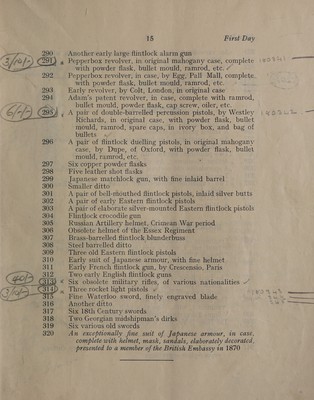 15
First Day
290 Another early large flintlock alarm gun
291 Pepperbox revolver, in original mahogany case, complete
with powder flask, bullet mould, ramrod, etc.
292 Pepperbox revolver, in case, by Egg, Pall Mall, complete
with powder flask, bullet mould, ramrod, etc.
293 Early revolver, by Colt, London, in original case
294 Adam's patent revolver, in case, complete with ramrod,
bullet mould, powder flask, cap screw, oiler, etc.
295 A pair of double-barrelled percussion pistols, by Westley
Richards, in original case, with powder flask, bullet
mould, ramrod, spare caps, in ivory box, and bag of
bullets
296 A pair of flintlock duelling pistols, in original mahogany
case, by Dupe, of Oxford, with powder flask, bullet
mould, ramrod, etc.
297 Six copper powder flasks
298 Five leather shot flasks
299 Japanese matchlock gun, with fine inlaid barrel
300 Smaller ditto
301 A pair of bell-mouthed flintlock pistols, inlaid silver butts
302 A pair of early Eastern flintlock pistols
303 A pair of elaborate silver-mounted Eastern flintlock pistols
304 Flintlock crocodile gun
305 Russian Artillery helmet, Crimean War period
306 Obsolete helmet of the Essex Regiment
307 Brass-barrelled flintlock blunderbuss
308 Steel barrelled ditto
309 Three old Eastern flintlock pistols
310 Early suit of Japanese armour, with fine helmet
311 Early French flintlock gun, by Crescensio, Paris
312 Two early English flintlock guns
313 Six obsolete military rifles, of various nationalities
314 Three rocket light pistols
315 Fine Waterloo sword, finely engraved blade
316 Another ditto
317 Six 18th Century swords
318 Two Georgian midshipman's dirks
319 Six various old swords
320 An exceptionally fine suit of Japanese armour, in case,
complete with helmet, mask, sandals, elaborately decorated,
presented to a member of the British Embassy in 1870